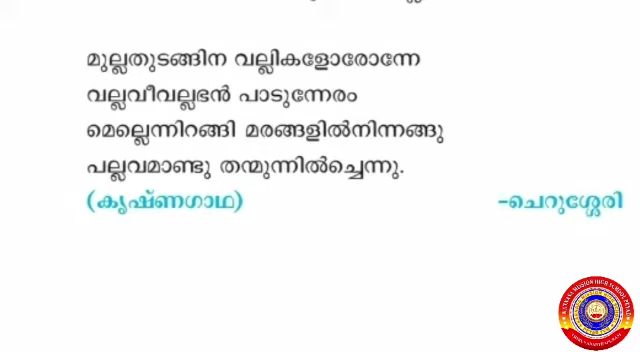 മുല്ലതുടങ്ങിന വല്ലികളോരോന്നേ
വല്ലവീവല്ലഭൻ പാടുന്നേരം
മെല്ലെന്നിറങ്ങി മരങ്ങളിൽനിന്നങ്ങു
പല്ലവമാണ്ടു തന്മുന്നിൽച്ചെന്നു.
(കൃഷ്ണഗാഥ) -ചെറുശ്ശേരി